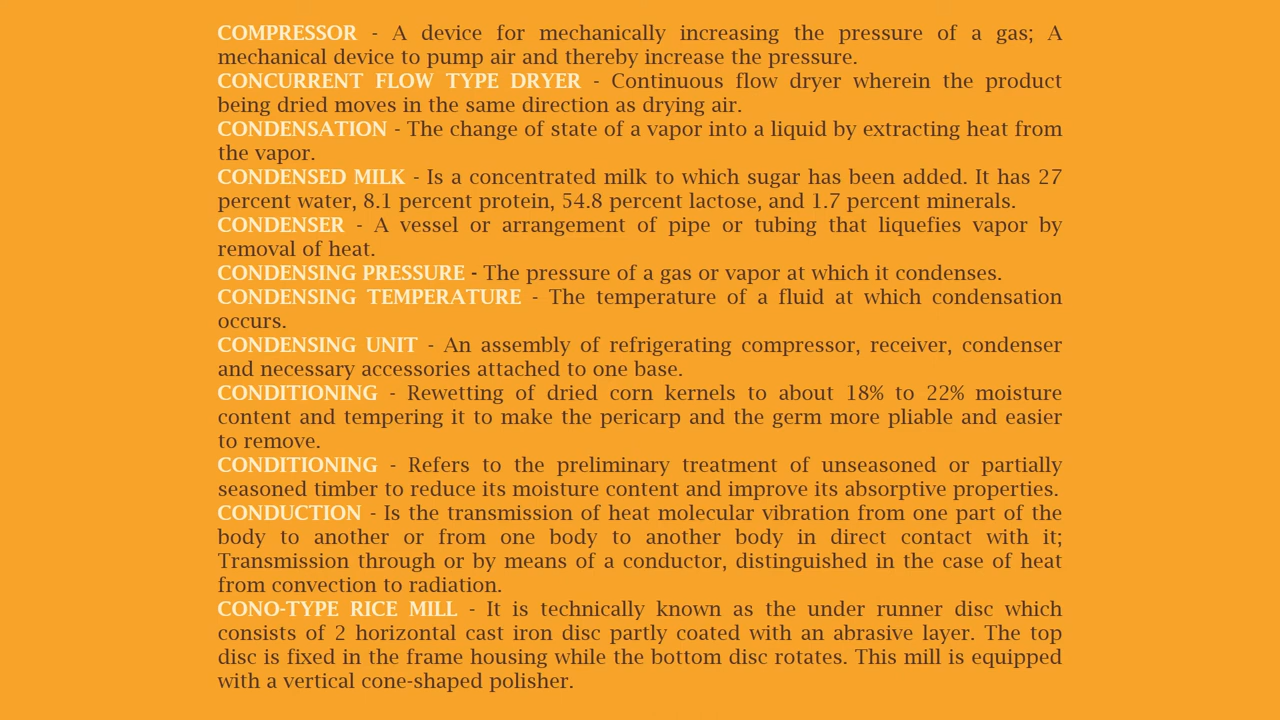 COMPRESSOR - A device for mechanically increasing the pressure of a gas; A
mechanical device to pump air and thereby increase the pressure.
CONCURRENT FLOW TYPE DRYER - Continuous flow dryer wherein the product
being dried moves in the same direction as drying air.
CONDENSATION - The change of state of a vapor into a liquid by extracting heat from
the vapor.
CONDENSED MILK - Is a concentrated milk to which sugar has been added. It has 27
percent water, 8.1 percent protein, 54.8 percent lactose, and 1.7 percent minerals.
CONDENSER - A vessel or arrangement of pipe or tubing that liquefies vapor by
removal of heat.
CONDENSING PRESSURE - The pressure of a gas or vapor at which it condenses.
CONDENSING TEMPERATURE - The temperature of a fluid at which condensation
occurs.
CONDENSING UNIT - An assembly of refrigerating compressor, receiver, condenser
and necessary accessories attached to one base.
CONDITIONING - Rewetting of dried corn kernels to about 18% to 22% moisture
content and tempering it to make the pericarp and the germ more pliable and easier
to remove.
CONDITIONING - Refers to the preliminary treatment of unseasoned or partially
seasoned timber to reduce its moisture content and improve its absorptive properties.
CONDUCTION - Is the transmission of heat molecular vibration from one part of the
body to another or from one body to another body in direct contact with it;
Transmission through or by means of a conductor, distinguished in the case of heat
from convection to radiation.
CONO-TYPE RICE MILL - It is technically known as the under runner disc which
consists of 2 horizontal cast iron disc partly coated with an abrasive layer. The top
disc is fixed in the frame housing while the bottom disc rotates. This mill is equipped
with a vertical cone-shaped polisher.